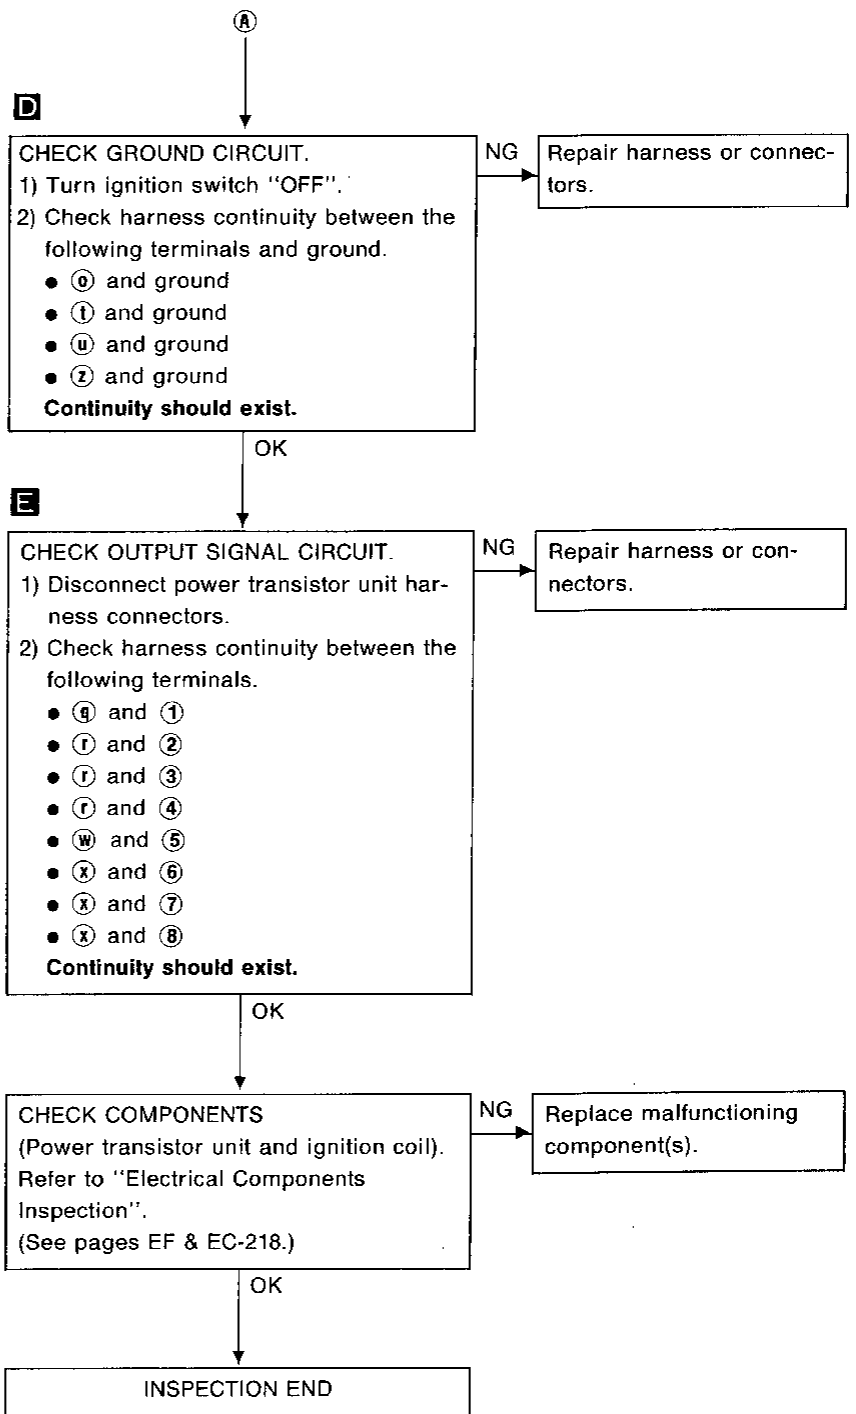 Ⓐ
D
CHECK GROUND CIRCUIT.
1) Turn ignition switch "OFF".
2) Check harness continuity between the
following terminals and ground.
● ⓞ and ground
● ⓣ and ground
● ⓤ and ground
● ⓩ and ground
Continuity should exist.
NG
Repair harness or connec-
tors.
OK
E
CHECK OUTPUT SIGNAL CIRCUIT.
1) Disconnect power transistor unit har-
ness connectors.
2) Check harness continuity between the
following terminals.
● ⓠ and ①
● ⓡ and ②
● ⓡ and ③
● ⓡ and ④
● ⓦ and ⑤
● ⓧ and ⑥
● ⓧ and ⑦
● ⓧ and ⑧
Continuity should exist.
NG
Repair harness or con-
nectors.
OK
CHECK COMPONENTS
(Power transistor unit and ignition coil).
Refer to "Electrical Components
Inspection".
(See pages EF & EC-218.)
NG
Replace malfunctioning
component(s).
OK
INSPECTION END